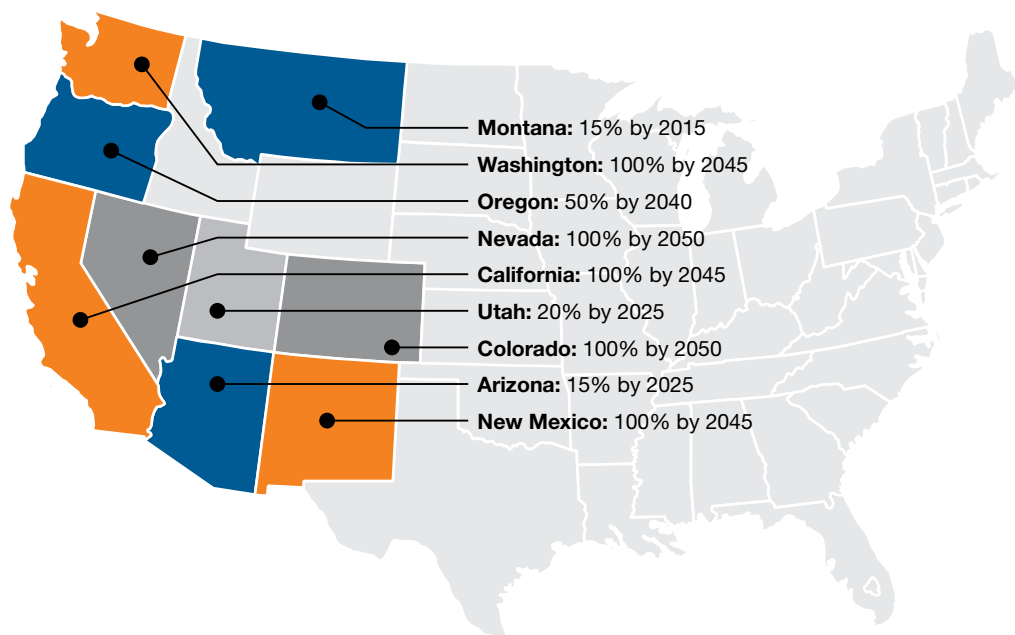 Montana: 15% by 2015
Washington: 100% by 2045
Oregon: 50% by 2040
Nevada: 100% by 2050
California: 100% by 2045
Utah: 20% by 2025
Colorado: 100% by 2050
Arizona: 15% by 2025
New Mexico: 100% by 2045